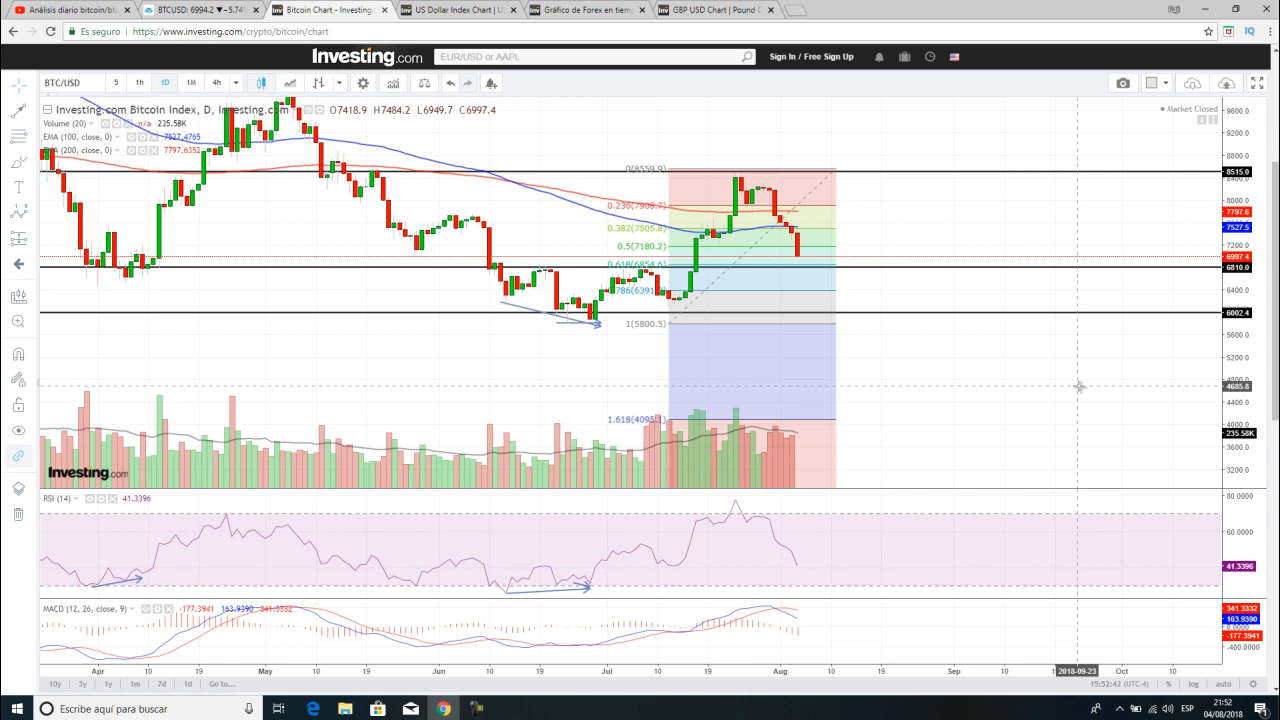 Análisis diario bitcoin/bt
BTCUSD: 6994.2 ▼−5.741
Bitcoin Chart - Investing.
US Dollar Index Chart | US
Gráfico de Forex en tiem
GBP USD Chart | Pound D
Es seguro | https://www.investing.com/crypto/bitcoin/chart
Investing.com
EUR/USD or AAPL
Sign In / Free Sign Up
BTC/USD 5 1h 1D 1M 4h
Investing.com Bitcoin Index, D, Investing.com O7418.9 H7484.2 L6949.7 C6997.4
Market Closed
Volume (20) n/a 235.58K
EMA (100, close, 0) 7527.4765
(200, close, 0) 7797.6352
0(8559.9)
0.236(7908.7)
0.382(7505.8)
0.5(7180.2)
0.618(6854.6)
1(5800.5)
1.618(4095.1)
9600.0
9200.0
8800.0
8515.0
8400.0
8000.0
7797.6
7527.5
7200.0
6997.4
6810.0
6400.0
6002.4
5600.0
5200.0
4685.8
4400.0
4000.0
235.58K
3600.0
3200.0
Investing.com
RSI (14) 41.3396
80.0000
60.0000
41.3396
MACD (12, 26, close, 9) -177.3941 163.9390 341.3332
341.3332
163.9390
0.0000
-177.3941
-400.0000
Apr 10 19 May 10 19 Jun 10 19 Jul 10 19 Aug 10 19 Sep 10 2018-09-23 Oct 10
10y 3y 1y 1m 7d 1d Go to... 15:52:42 (UTC-4) % log auto
Escribe aquí para buscar
ESP
21:52
04/08/2018